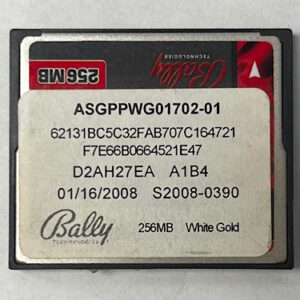 256 MB
Bally
TECHNOLOGIES
ASGPPWG01702-01
62131BC5C32FAB707C164721
F7E66B0664521E47
D2AH27EA A1B4
01/16/2008 S2008-0390
Bally
TECHNOLOGIES
256MB White Gold